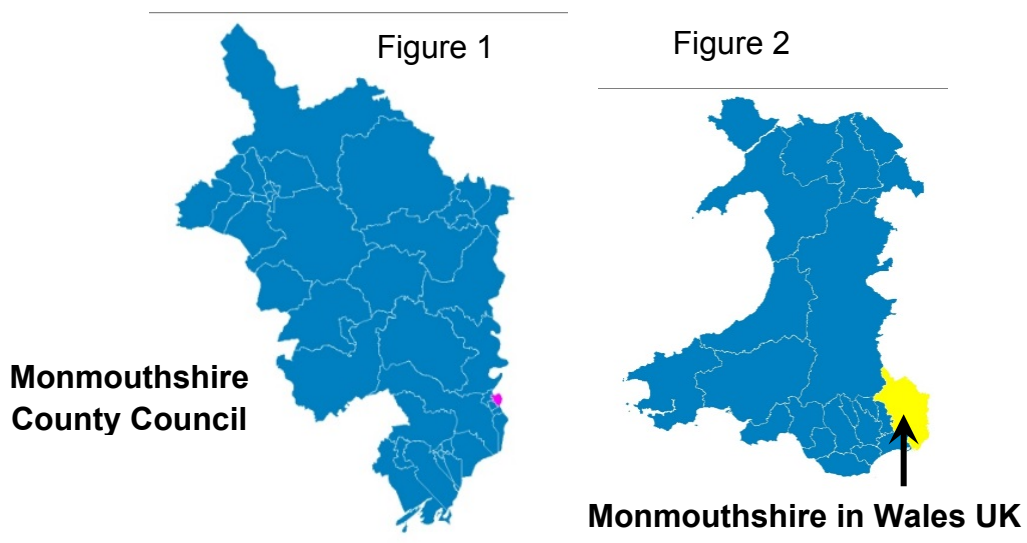 Figure 1
Figure 2
Monmouthshire
County Council
Monmouthshire in Wales UK